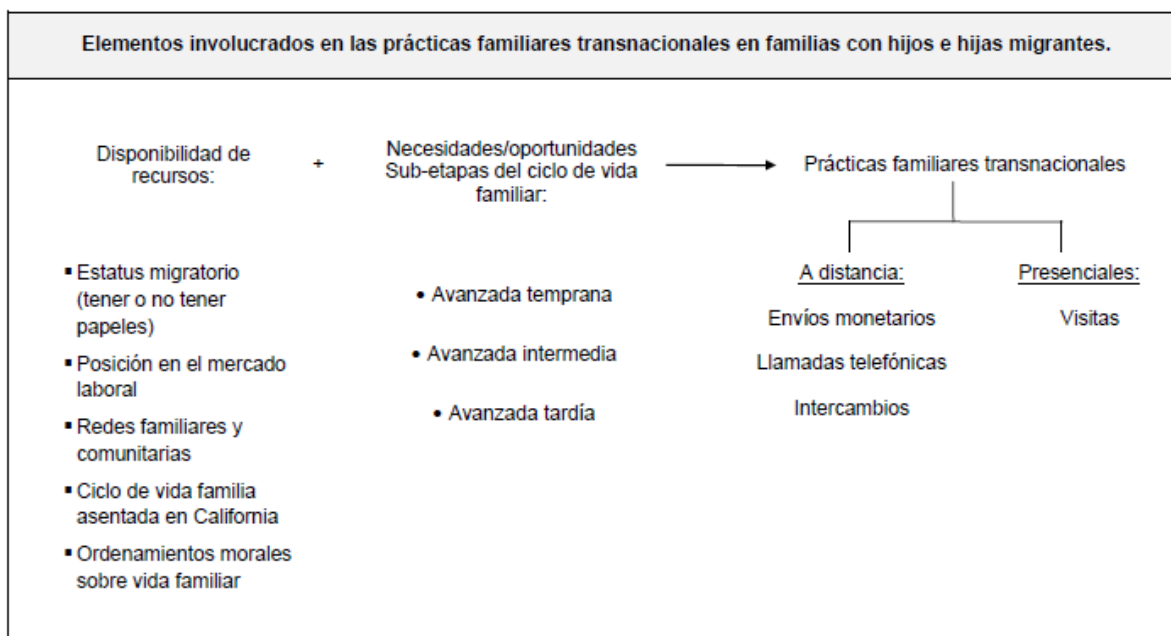 Elementos involucrados en las prácticas familiares transnacionales en familias con hijos e hijas migrantes.
Disponibilidad de
recursos:
+
Necesidades/oportunidades
Sub-etapas del ciclo de vida
familiar:
Prácticas familiares transnacionales
▪ Estatus migratorio
(tener o no tener
papeles)
▪ Posición en el mercado
laboral
▪ Redes familiares y
comunitarias
▪ Ciclo de vida familia
asentada en California
▪ Ordenamientos morales
sobre vida familiar
• Avanzada temprana
• Avanzada intermedia
• Avanzada tardía
A distancia:
Envíos monetarios
Llamadas telefónicas
Intercambios
Presenciales:
Visitas